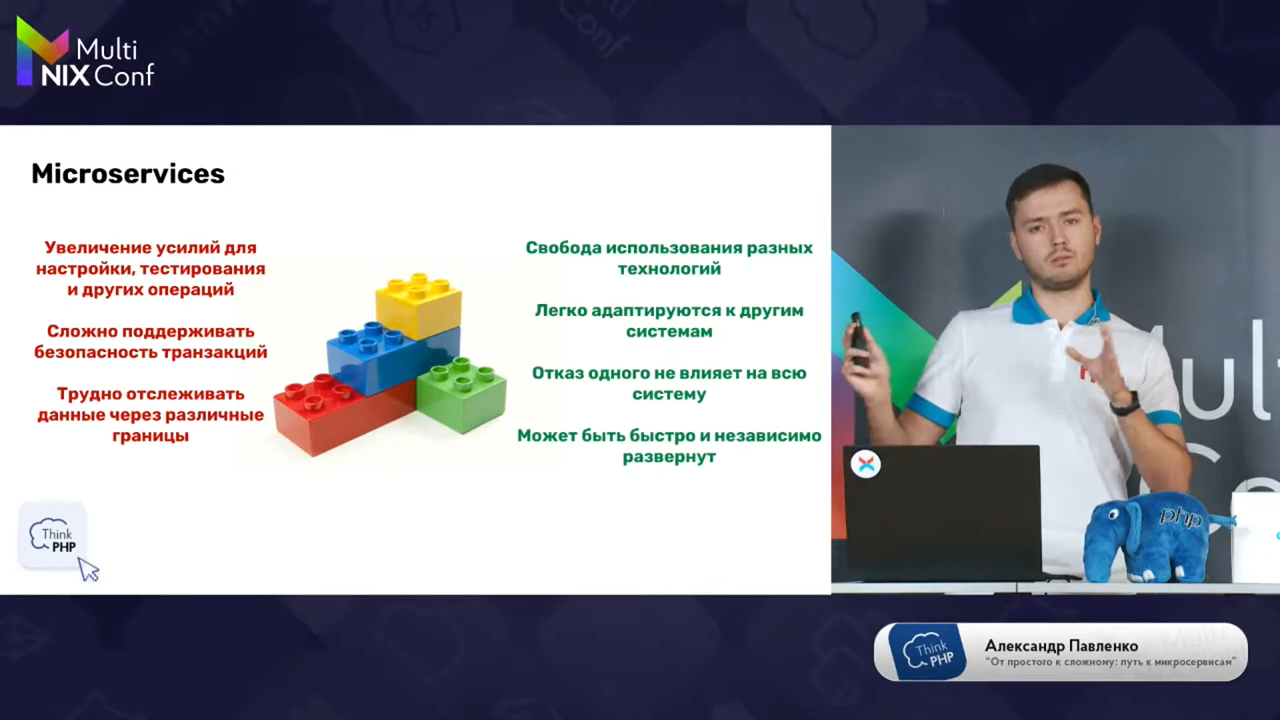 Multi
NIX Conf
Microservices
Увеличение усилий для
настройки, тестирования
и других операций
Сложно поддерживать
безопасность транзакций
Трудно отслеживать
данные через различные
границы
Свобода использования разных
технологий
Легко адаптируются к другим
системам
Отказ одного не влияет на всю
систему
Может быть быстро и независимо
развернут
Think
PHP
php
Think
PHP
Александр Павленко
"От простого к сложному: путь к микросервисам"